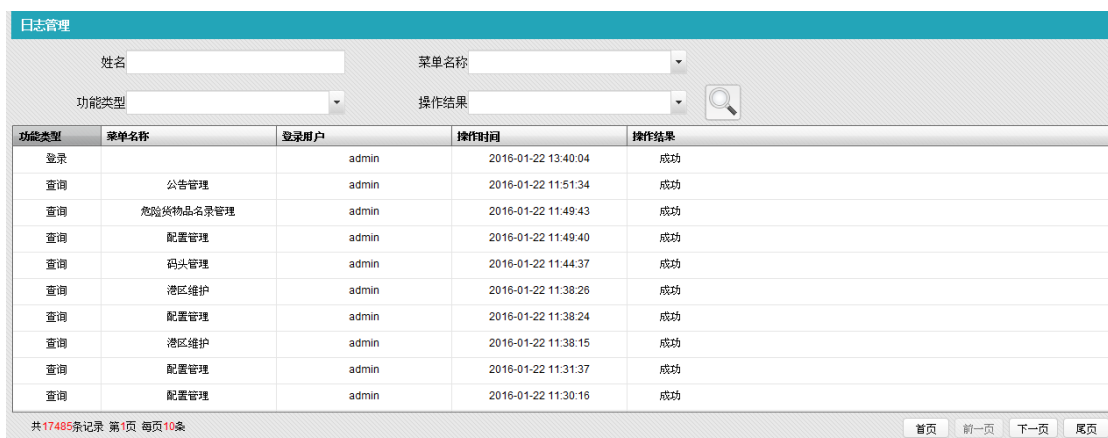 日志管理
姓名 菜单名称
功能类型 操作结果
功能类型 菜单名称 登录用户 操作时间 操作结果
登录 admin 2016-01-22 13:40:04 成功
查询 公告管理 admin 2016-01-22 11:51:34 成功
查询 危险货物品名录管理 admin 2016-01-22 11:49:43 成功
查询 配置管理 admin 2016-01-22 11:49:40 成功
查询 码头管理 admin 2016-01-22 11:44:37 成功
查询 港区维护 admin 2016-01-22 11:38:26 成功
查询 配置管理 admin 2016-01-22 11:38:24 成功
查询 港区维护 admin 2016-01-22 11:38:15 成功
查询 配置管理 admin 2016-01-22 11:31:37 成功
查询 配置管理 admin 2016-01-22 11:30:16 成功
共17485条记录 第1页 每页10条 首页 前一页 下一页 尾页